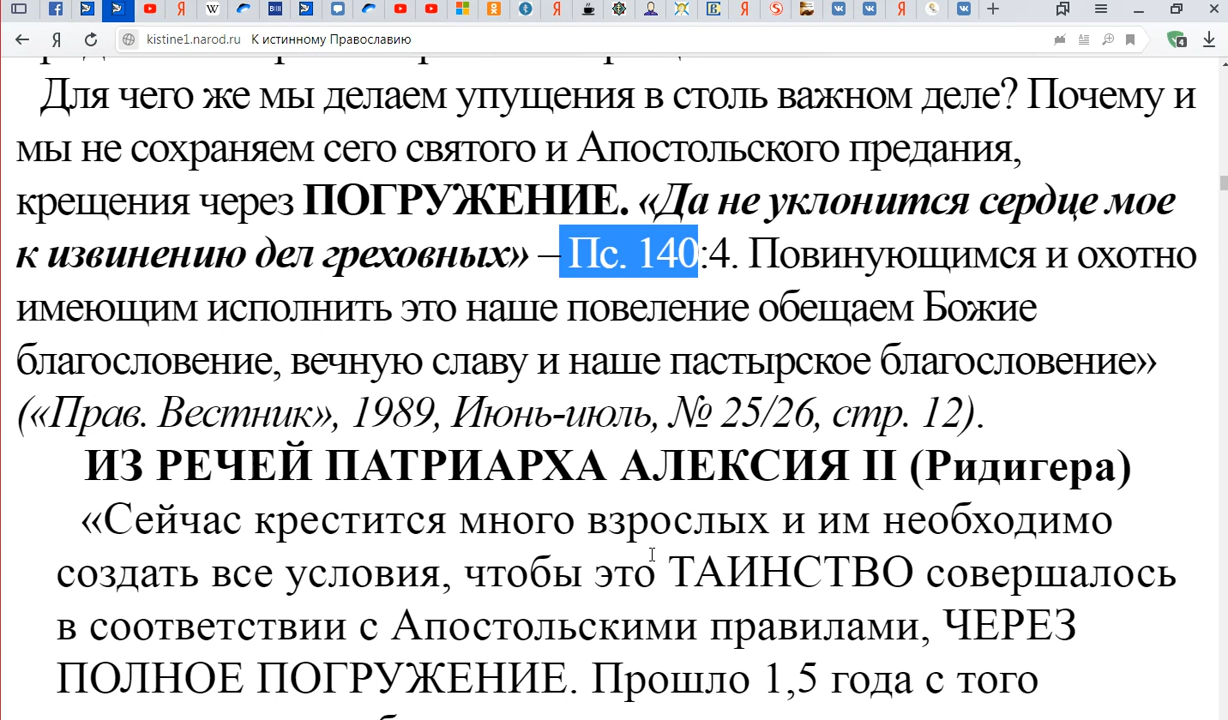 kistine1.narod.ru К истинному Православию
4
Для чего же мы делаем упущения в столь важном деле? Почему и
мы не сохраняем сего святого и Апостольского предания,
крещения через ПОГРУЖЕНИЕ. «Да не уклонится сердце мое
к извинению дел греховных» – Пс. 140:4. Повинующимся и охотно
имеющим исполнить это наше повеление обещаем Божие
благословение, вечную славу и наше пастырское благословение»
(«Прав. Вестник», 1989, Июнь-июль, № 25/26, стр. 12).
ИЗ РЕЧЕЙ ПАТРИАРХА АЛЕКСИЯ II (Ридигера)
«Сейчас крестится много взрослых и им необходимо
создать все условия, чтобы это ТАИНСТВО совершалось
в соответствии с Апостольскими правилами, ЧЕРЕЗ
ПОЛНОЕ ПОГРУЖЕНИЕ. Прошло 1,5 года с того